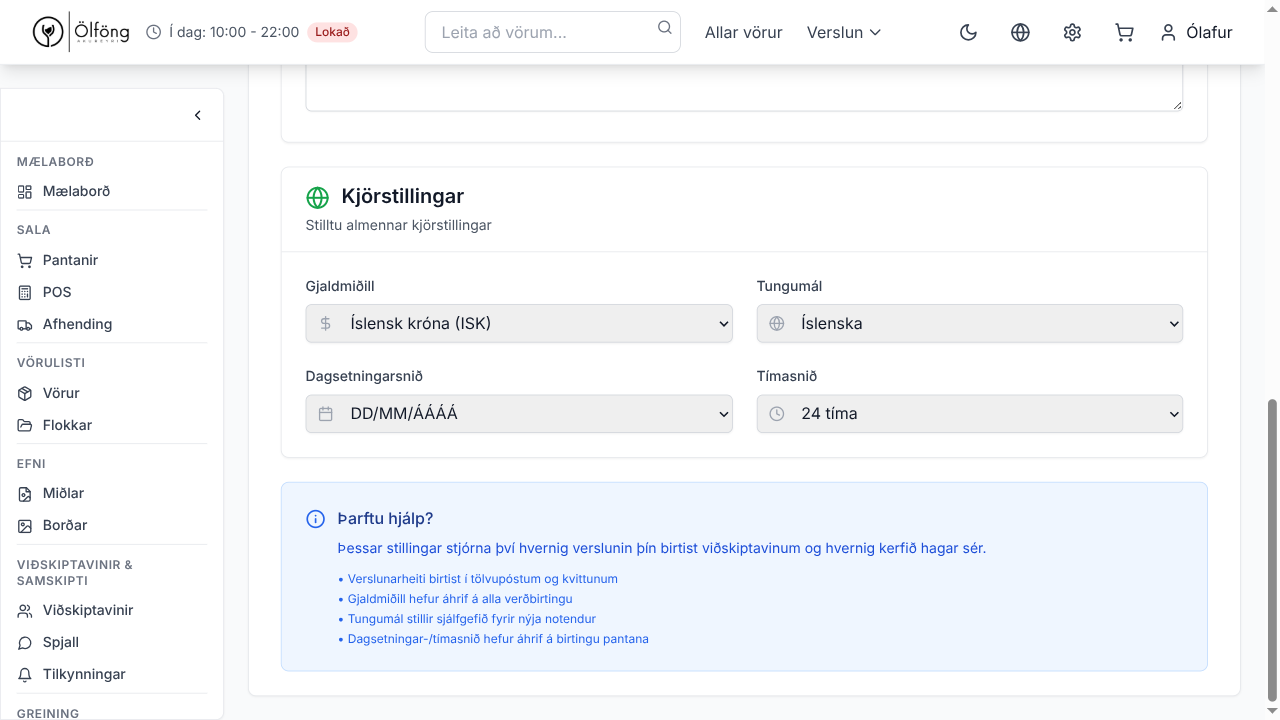 Ölföng
Í dag: 10:00 - 22:00
Lokað
Leita að vörum...
Allar vörur
Verslun
Ólafur
MÆLABORÐ
Mælaborð
SALA
Pantanir
POS
Afhending
VÖRULISTI
Vörur
Flokkar
EFNI
Miðlar
Borðar
VIÐSKIPTAVINIR &
SAMSKIPTI
Viðskiptavinir
Spjall
Tilkynningar
GREINING
Kjörstillingar
Stilltu almennar kjörstillingar
Gjaldmiðill
Tungumál
Íslensk króna (ISK)
Íslenska
Dagsetningarsnið
Tímasnið
DD/MM/ÁÁÁÁ
24 tíma
Þarftu hjálp?
Þessar stillingar stjórna því hvernig verslunin þín birtist viðskiptavinum og hvernig kerfið hagar sér.
• Verslunarheiti birtist í tölvupóstum og kvittunum
• Gjaldmiðill hefur áhrif á alla verðbirtingu
• Tungumál stillir sjálfgefið fyrir nýja notendur
• Dagsetningar-/tímasnið hefur áhrif á birtingu pantana